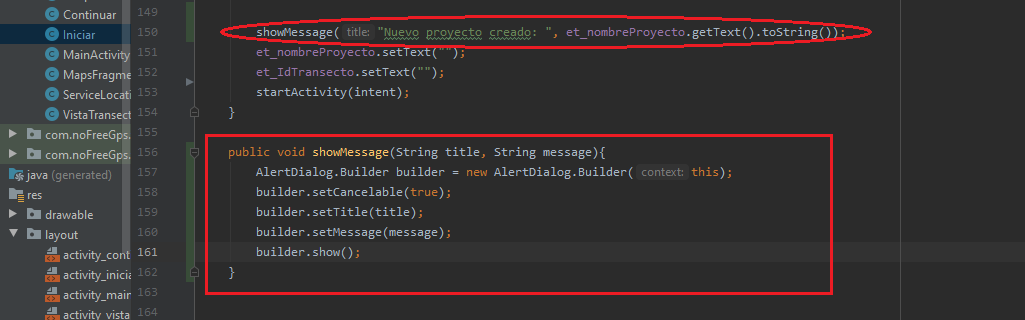 Continuar
Iniciar
MainActivity
MapsFragme
ServiceLocati
VistaTransect
com.noFreeGps.
com.noFreeGps.
java (generated)
res
drawable
layout
activity_cont
activity_inicia
activity_main
activity_vista
149
150 showMessage( title: "Nuevo proyecto creado: ", et_nombreProyecto.getText().toString());
151 et_nombreProyecto.setText("");
152 et_IdTransecto.setText("");
153 startActivity(intent);
154 }
155
156 public void showMessage(String title, String message){
157 AlertDialog.Builder builder = new AlertDialog.Builder( context: this);
158 builder.setCancelable(true);
159 builder.setTitle(title);
160 builder.setMessage(message);
161 builder.show();
162 }
163
164